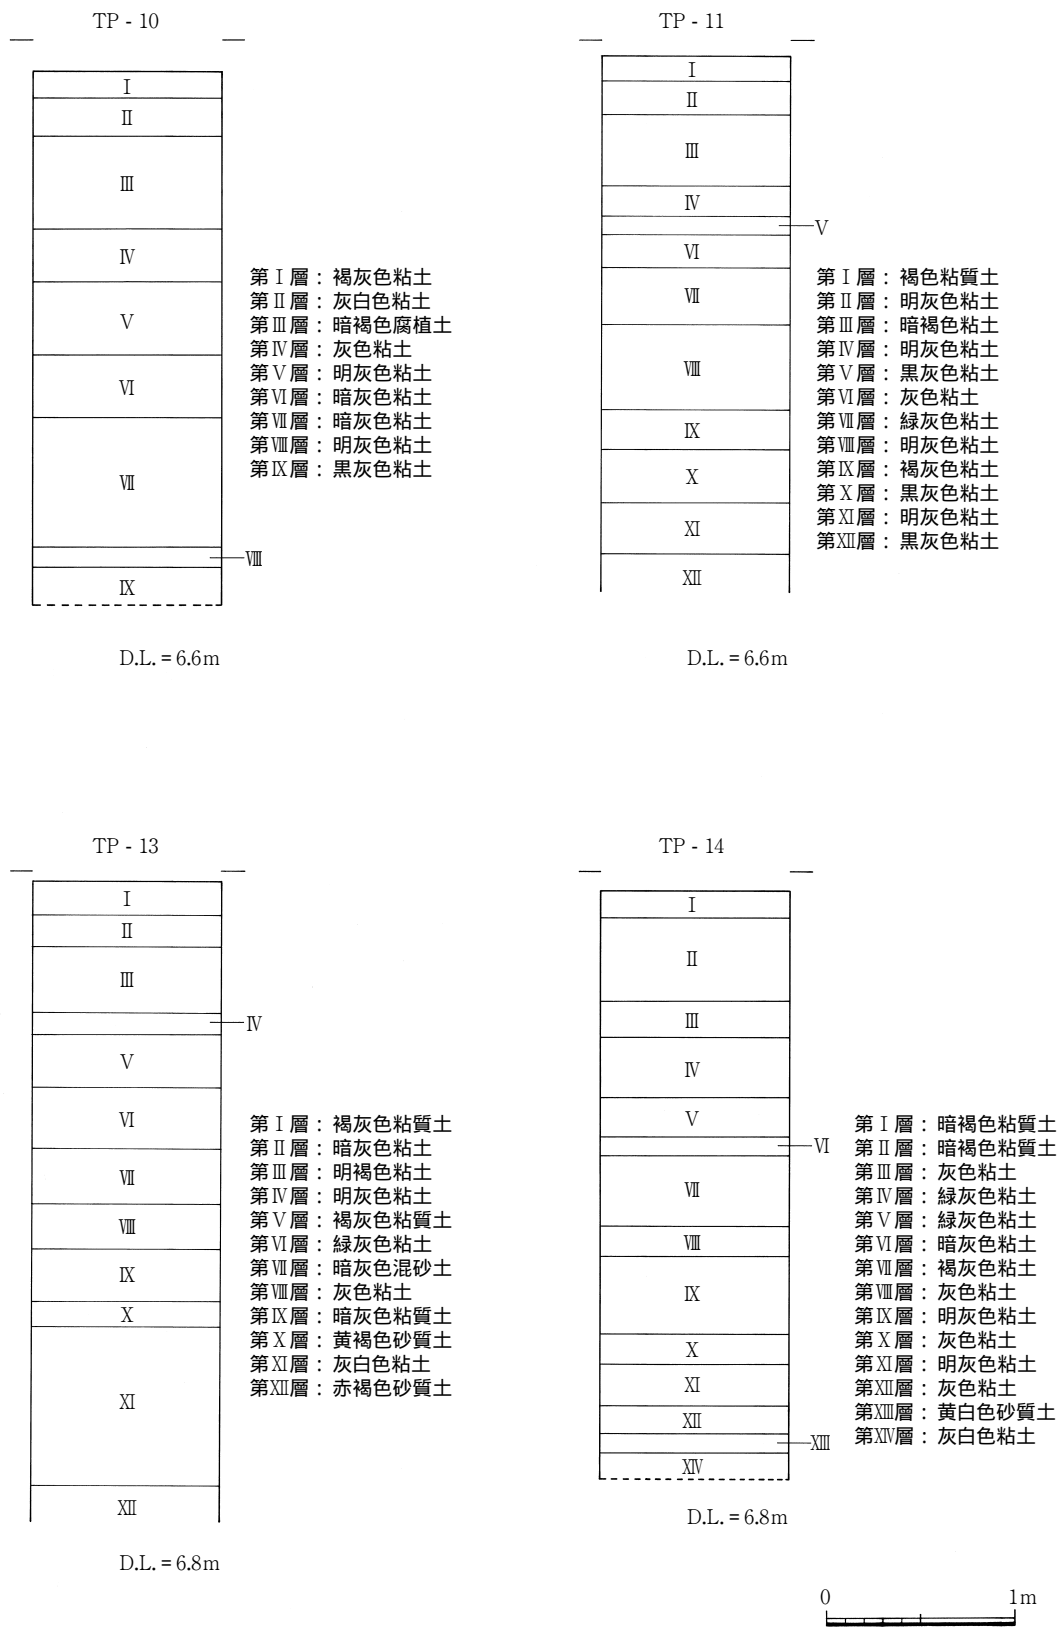 TP - 10
Ⅰ
Ⅱ
Ⅲ
Ⅳ
Ⅴ
Ⅵ
Ⅶ
Ⅷ
Ⅸ
第Ⅰ層：褐灰色粘土
第Ⅱ層：灰白色粘土
第Ⅲ層：暗褐色腐植土
第Ⅳ層：灰色粘土
第Ⅴ層：明灰色粘土
第Ⅵ層：暗灰色粘土
第Ⅶ層：暗灰色粘土
第Ⅷ層：明灰色粘土
第Ⅸ層：黒灰色粘土
D.L. = 6.6m
TP - 11
Ⅰ
Ⅱ
Ⅲ
Ⅳ
Ⅴ
Ⅵ
Ⅶ
Ⅷ
Ⅸ
Ⅹ
Ⅺ
Ⅻ
第Ⅰ層：褐色粘質土
第Ⅱ層：明灰色粘土
第Ⅲ層：暗褐色粘土
第Ⅳ層：明灰色粘土
第Ⅴ層：黒灰色粘土
第Ⅵ層：灰色粘土
第Ⅶ層：緑灰色粘土
第Ⅷ層：明灰色粘土
第Ⅸ層：褐灰色粘土
第Ⅹ層：黒灰色粘土
第Ⅺ層：明灰色粘土
第Ⅻ層：黒灰色粘土
D.L. = 6.6m
TP - 13
Ⅰ
Ⅱ
Ⅲ
Ⅳ
Ⅴ
Ⅵ
Ⅶ
Ⅷ
Ⅸ
Ⅹ
Ⅺ
Ⅻ
第Ⅰ層：褐灰色粘質土
第Ⅱ層：暗灰色粘土
第Ⅲ層：明褐色粘土
第Ⅳ層：明灰色粘土
第Ⅴ層：褐灰色粘質土
第Ⅵ層：緑灰色粘土
第Ⅶ層：暗灰色混砂土
第Ⅷ層：灰色粘土
第Ⅸ層：暗灰色粘質土
第Ⅹ層：黄褐色砂質土
第Ⅺ層：灰白色粘土
第Ⅻ層：赤褐色砂質土
D.L. = 6.8m
TP - 14
Ⅰ
Ⅱ
Ⅲ
Ⅳ
Ⅴ
Ⅵ
Ⅶ
Ⅷ
Ⅸ
Ⅹ
Ⅺ
Ⅻ
XIII
XIV
第Ⅰ層：暗褐色粘質土
第Ⅱ層：暗褐色粘質土
第Ⅲ層：灰色粘土
第Ⅳ層：緑灰色粘土
第Ⅴ層：緑灰色粘土
第Ⅵ層：暗灰色粘土
第Ⅶ層：褐灰色粘土
第Ⅷ層：灰色粘土
第Ⅸ層：明灰色粘土
第Ⅹ層：灰色粘土
第Ⅺ層：明灰色粘土
第Ⅻ層：灰色粘土
第XIII層：黄白色砂質土
第XIV層：灰白色粘土
D.L. = 6.8m
0 1m